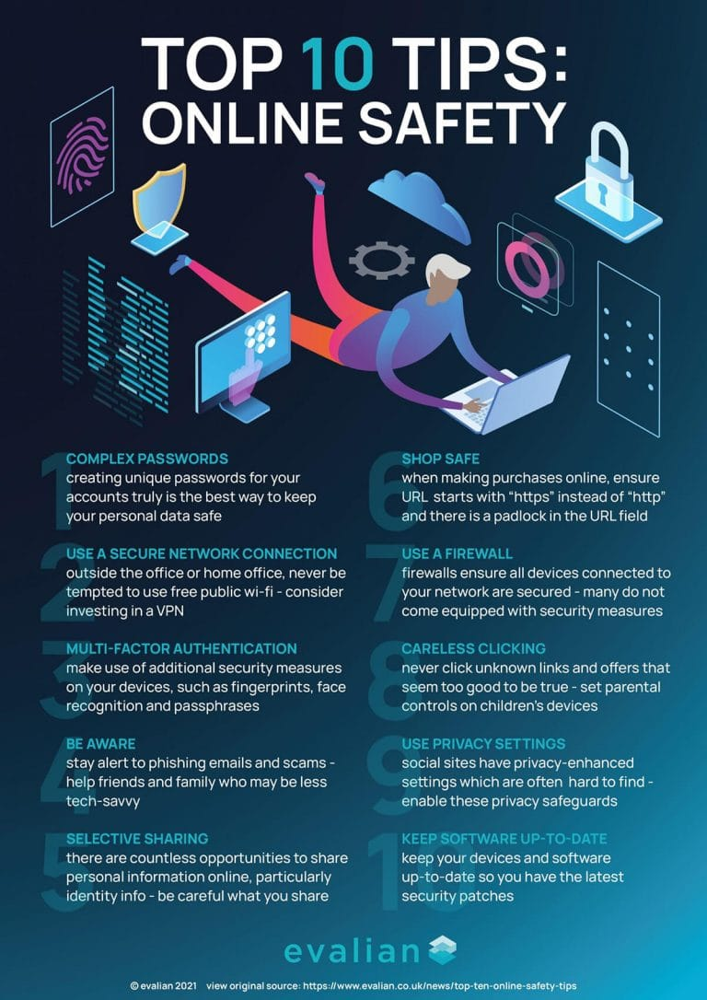 TOP 10 TIPS:
ONLINE SAFETY
1
COMPLEX PASSWORDS
creating unique passwords for your
accounts truly is the best way to keep
your personal data safe
2
USE A SECURE NETWORK CONNECTION
outside the office or home office, never be
tempted to use free public wi-fi - consider
investing in a VPN
3
MULTI-FACTOR AUTHENTICATION
make use of additional security measures
on your devices, such as fingerprints, face
recognition and passphrases
4
BE AWARE
stay alert to phishing emails and scams -
help friends and family who may be less
tech-savvy
5
SELECTIVE SHARING
there are countless opportunities to share
personal information online, particularly
identity info - be careful what you share
6
SHOP SAFE
when making purchases online, ensure
URL starts with “https” instead of “http”
and there is a padlock in the URL field
7
USE A FIREWALL
firewalls ensure all devices connected to
your network are secured - many do not
come equipped with security measures
8
CARELESS CLICKING
never click unknown links and offers that
seem too good to be true - set parental
controls on children's devices
9
USE PRIVACY SETTINGS
social sites have privacy-enhanced
settings which are often hard to find -
enable these privacy safeguards
10
KEEP SOFTWARE UP-TO-DATE
keep your devices and software
up-to-date so you have the latest
security patches
evalian
© evalian 2021 view original source: https://www.evalian.co.uk/news/top-ten-online-safety-tips